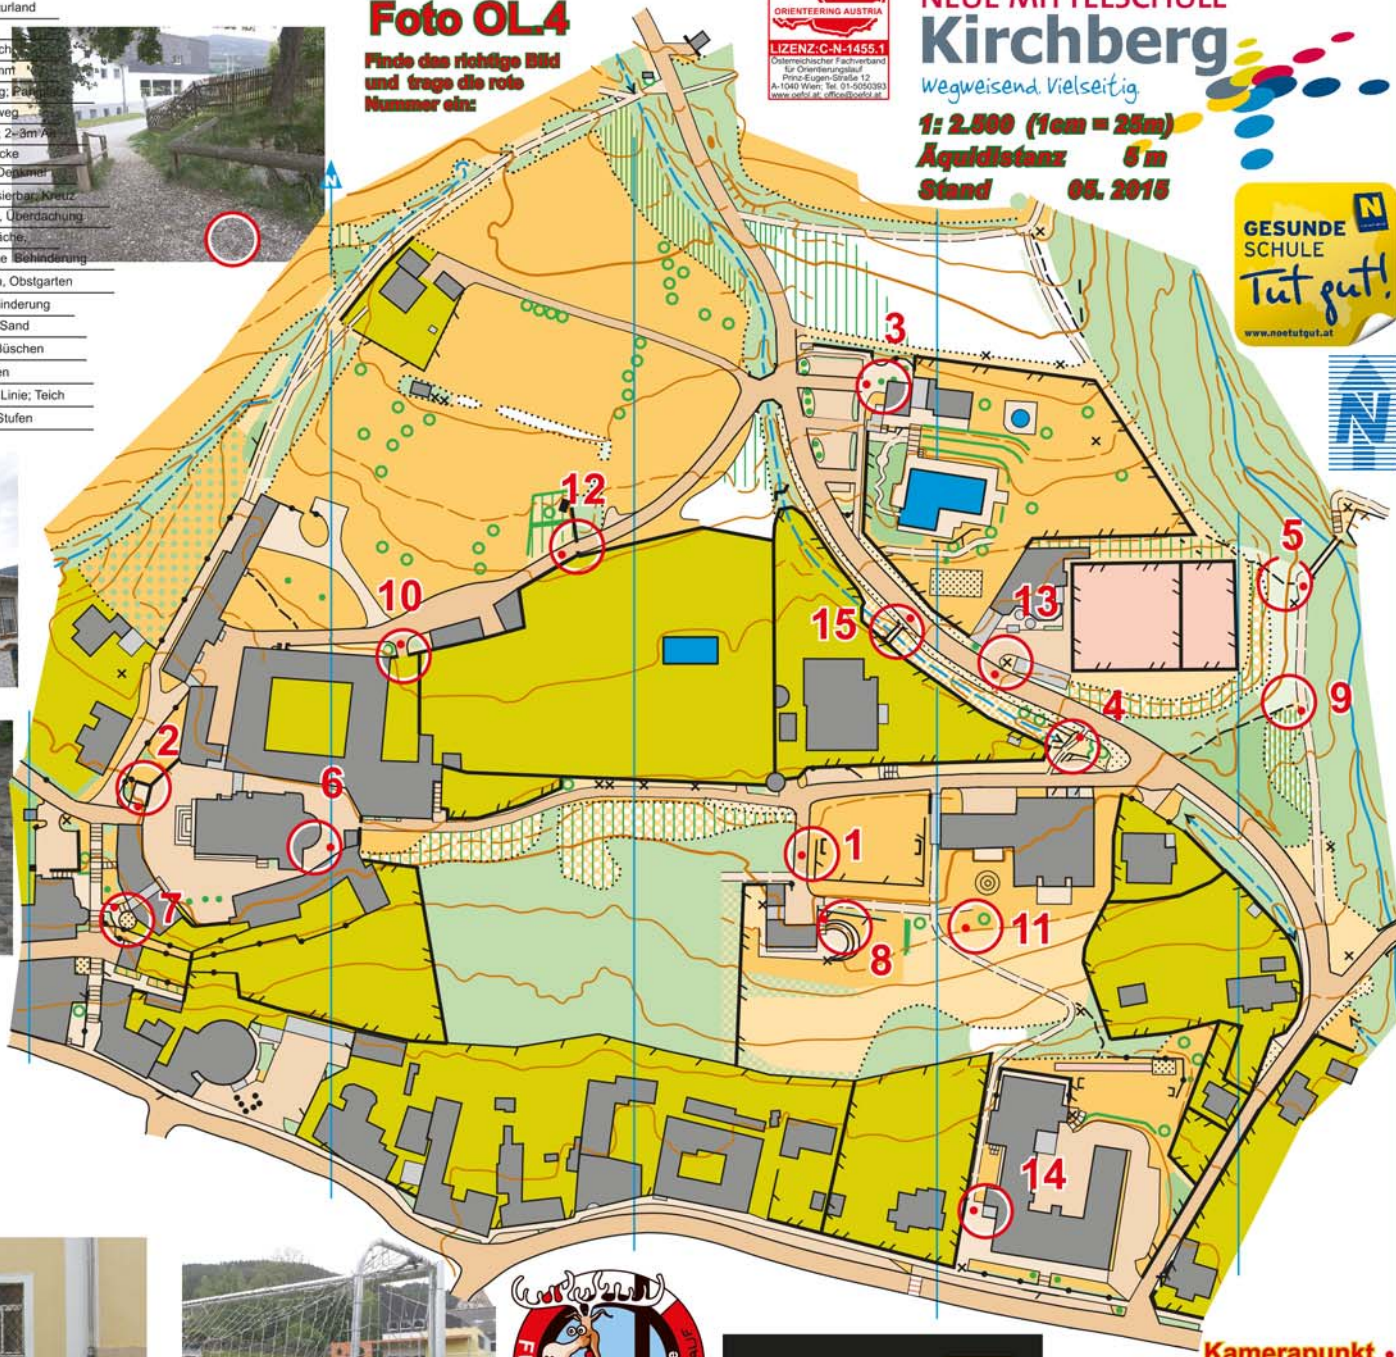 Foto OL.4
Finde das richtige Bild
und trage die rote
Nummer ein:
ORIENTEERING AUSTRIA
LIZENZ:C-N-1455.1
Österreichischer Fachverband
für Orientierungslauf
Prinz-Eugen-Straße 12
A-1040 Wien; Tel. 01-5050393
www.oefol.at; office@oefol.at
NEUE MITTELSCHULE
Kirchberg
Wegweisend. Vielseitig.
1: 2.500 (1cm = 25m)
Äquidistanz 5 m
Stand 05. 2015
GESUNDE
SCHULE
Tut gut!
www.noetutgut.at
N
N
N
weg
2-3m
Denkmal
Kreuz
, Überdachung
Behinderung
, Obstgarten
Sand
Linie; Teich
Stufen
3
12
5
10
13
15
9
4
2
6
1
7
11
8
14
Kamerapunkt